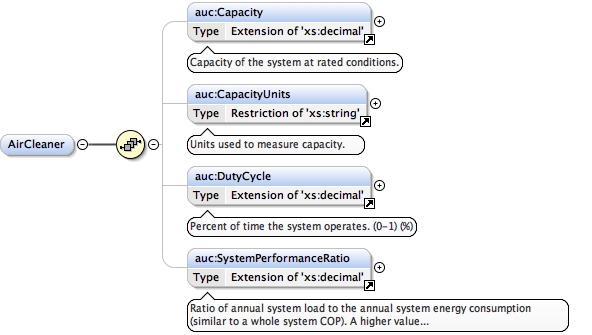 auc:Capacity
Type Extension of 'xs:decimal'
Capacity of the system at rated conditions.
auc:CapacityUnits
Type Restriction of 'xs:string'
Units used to measure capacity.
AirCleaner
auc:DutyCycle
Type Extension of 'xs:decimal'
Percent of time the system operates. (0-1) (%)
auc:SystemPerformanceRatio
Type Extension of 'xs:decimal'
Ratio of annual system load to the annual system energy consumption
(similar to a whole system COP). A higher value...